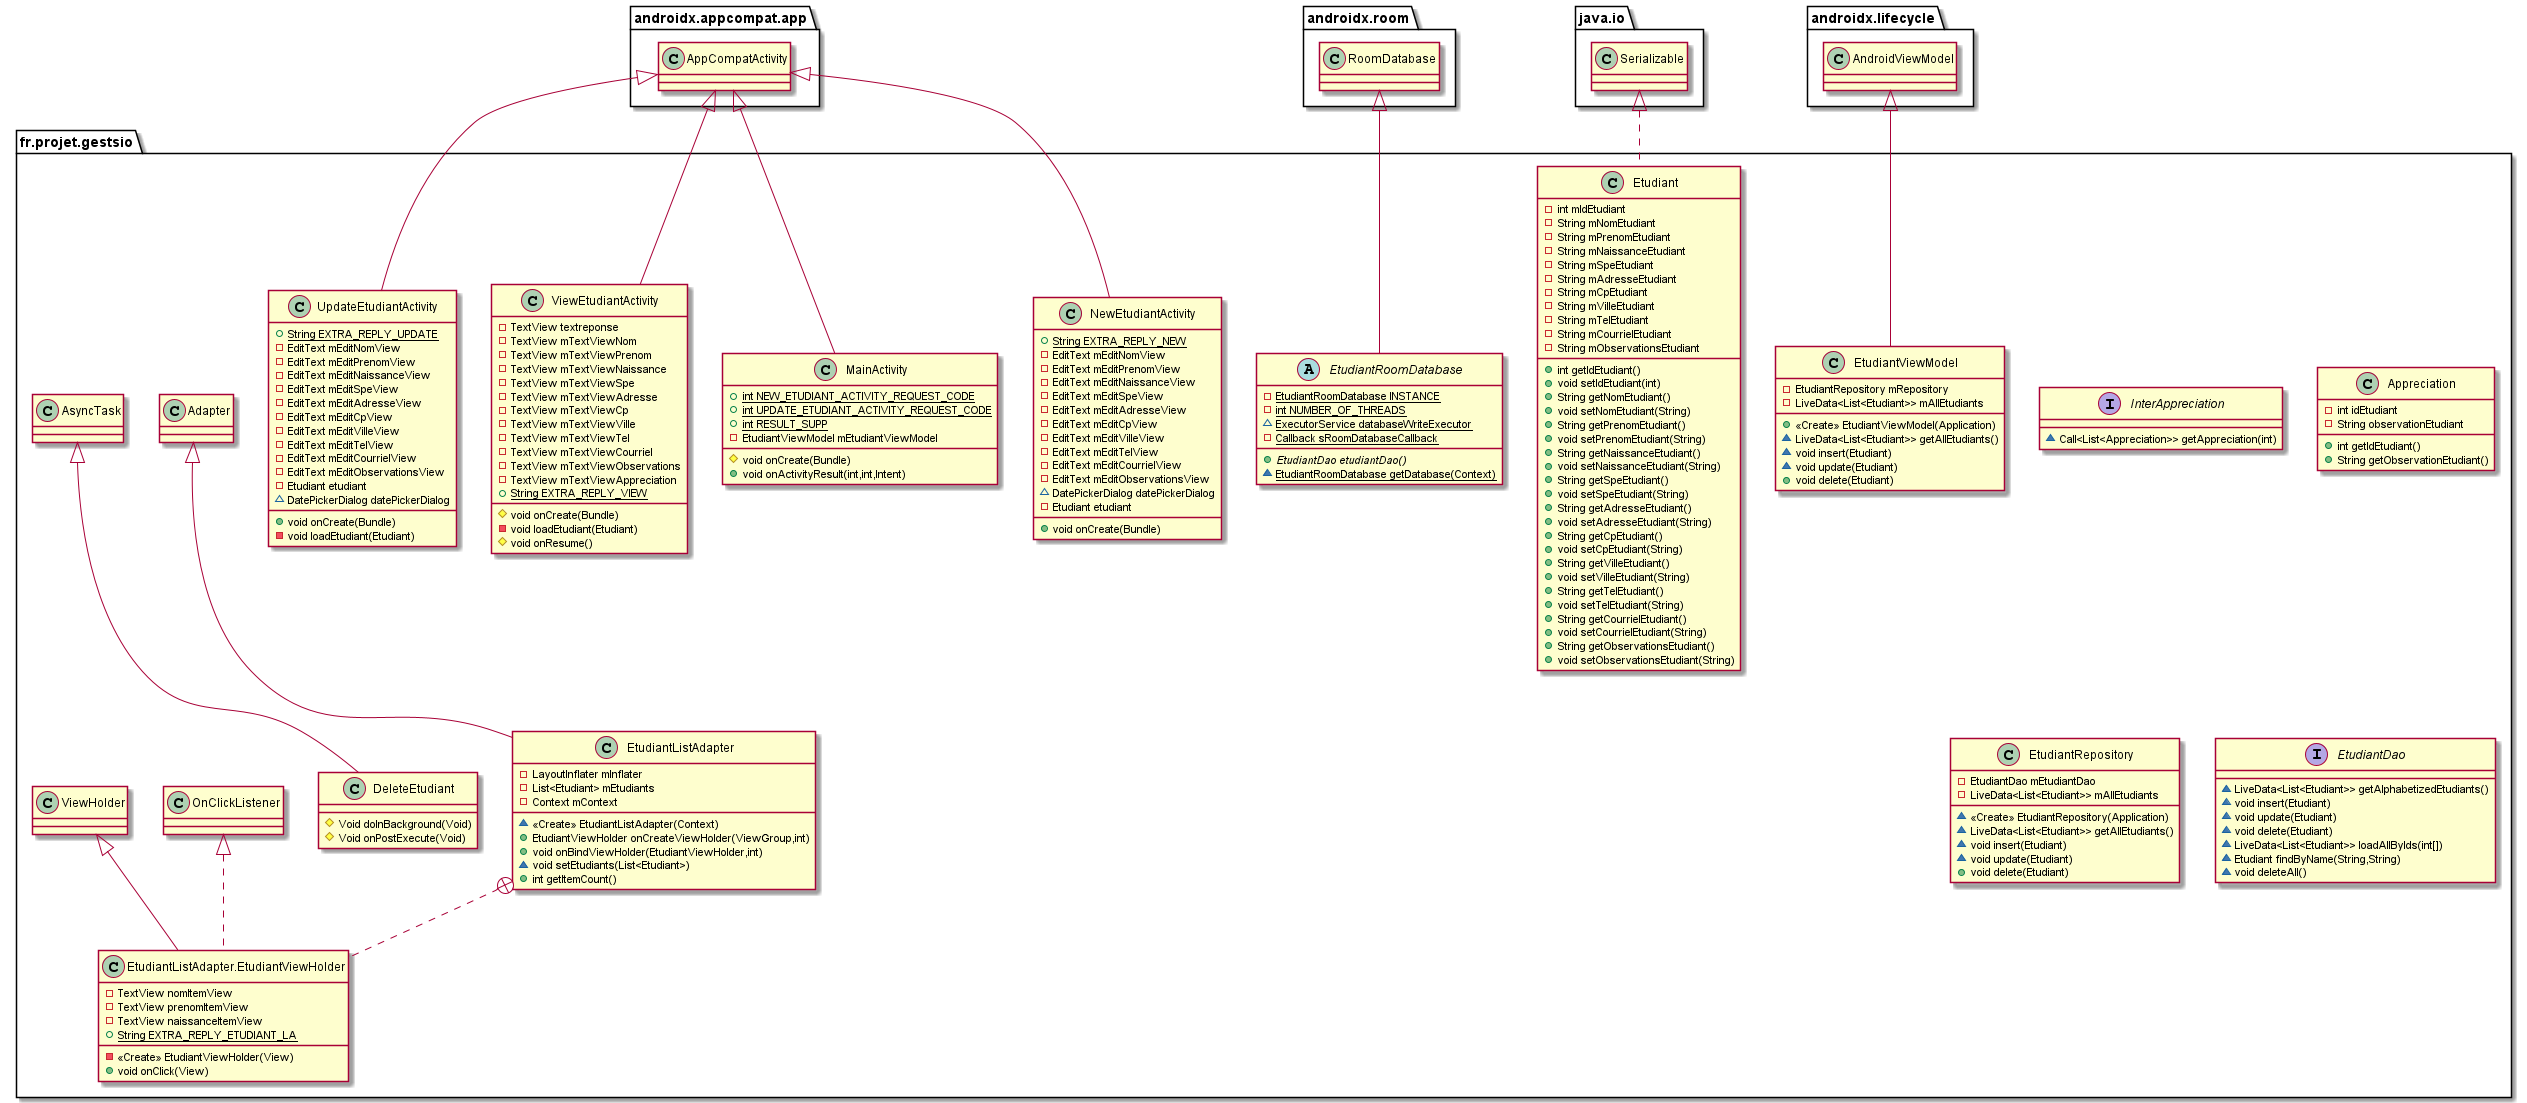 androidx.appcompat.app
C AppCompatActivity
androidx.room
C RoomDatabase
java.io
C Serializable
androidx.lifecycle
C AndroidViewModel
fr.projet.gestsio
C AsyncTask
C Adapter
C UpdateEtudiantActivity
String EXTRA_REPLY_UPDATE
EditText mEditNomView
EditText mEditPrenomView
EditText mEditNaissanceView
EditText mEditSpeView
EditText mEditAdresseView
EditText mEditCpView
EditText mEditVilleView
EditText mEditTelView
EditText mEditCourrielView
EditText mEditObservationsView
Etudiant etudiant
DatePickerDialog datePickerDialog
void onCreate(Bundle)
void loadEtudiant(Etudiant)
C ViewEtudiantActivity
TextView textreponse
TextView mTextViewNom
TextView mTextViewPrenom
TextView mTextViewNaissance
TextView mTextViewSpe
TextView mTextViewAdresse
TextView mTextViewCp
TextView mTextViewVille
TextView mTextViewTel
TextView mTextViewCourriel
TextView mTextViewObservations
TextView mTextViewAppreciation
String EXTRA_REPLY_VIEW
void onCreate(Bundle)
void loadEtudiant(Etudiant)
void onResume()
C MainActivity
int NEW_ETUDIANT_ACTIVITY_REQUEST_CODE
int UPDATE_ETUDIANT_ACTIVITY_REQUEST_CODE
int RESULT_SUPP
EtudiantViewModel mEtudiantViewModel
void onCreate(Bundle)
void onActivityResult(int,int,Intent)
C NewEtudiantActivity
String EXTRA_REPLY_NEW
EditText mEditNomView
EditText mEditPrenomView
EditText mEditNaissanceView
EditText mEditSpeView
EditText mEditAdresseView
EditText mEditCpView
EditText mEditVilleView
EditText mEditTelView
EditText mEditCourrielView
EditText mEditObservationsView
DatePickerDialog datePickerDialog
Etudiant etudiant
void onCreate(Bundle)
A EtudiantRoomDatabase
EtudiantRoomDatabase INSTANCE
int NUMBER_OF_THREADS
ExecutorService databaseWriteExecutor
Callback sRoomDatabaseCallback
EtudiantDao etudiantDao()
EtudiantRoomDatabase getDatabase(Context)
C Etudiant
int mIdEtudiant
String mNomEtudiant
String mPrenomEtudiant
String mNaissanceEtudiant
String mSpeEtudiant
String mAdresseEtudiant
String mCpEtudiant
String mVilleEtudiant
String mTelEtudiant
String mCourrielEtudiant
String mObservationsEtudiant
int getIdEtudiant()
void setIdEtudiant(int)
String getNomEtudiant()
void setNomEtudiant(String)
String getPrenomEtudiant()
void setPrenomEtudiant(String)
String getNaissanceEtudiant()
void setNaissanceEtudiant(String)
String getSpeEtudiant()
void setSpeEtudiant(String)
String getAdresseEtudiant()
void setAdresseEtudiant(String)
String getCpEtudiant()
void setCpEtudiant(String)
String getVilleEtudiant()
void setVilleEtudiant(String)
String getTelEtudiant()
void setTelEtudiant(String)
String getCourrielEtudiant()
void setCourrielEtudiant(String)
String getObservationsEtudiant()
void setObservationsEtudiant(String)
C EtudiantViewModel
EtudiantRepository mRepository
LiveData<List<Etudiant>> mAllEtudiants
«Create» EtudiantViewModel(Application)
LiveData<List<Etudiant>> getAllEtudiants()
void insert(Etudiant)
void update(Etudiant)
void delete(Etudiant)
I InterAppreciation
Call<List<Appreciation>> getAppreciation(int)
C Appreciation
int idEtudiant
String observationEtudiant
int getIdEtudiant()
String getObservationEtudiant()
C ViewHolder
C OnClickListener
C DeleteEtudiant
Void doInBackground(Void)
Void onPostExecute(Void)
C EtudiantListAdapter
LayoutInflater mInflater
List<Etudiant> mEtudiants
Context mContext
«Create» EtudiantListAdapter(Context)
EtudiantViewHolder onCreateViewHolder(ViewGroup,int)
void onBindViewHolder(EtudiantViewHolder,int)
void setEtudiants(List<Etudiant>)
int getItemCount()
C EtudiantRepository
EtudiantDao mEtudiantDao
LiveData<List<Etudiant>> mAllEtudiants
«Create» EtudiantRepository(Application)
LiveData<List<Etudiant>> getAllEtudiants()
void insert(Etudiant)
void update(Etudiant)
void delete(Etudiant)
I EtudiantDao
LiveData<List<Etudiant>> getAlphabetizedEtudiants()
void insert(Etudiant)
void update(Etudiant)
void delete(Etudiant)
LiveData<List<Etudiant>> loadAllByIds(int[])
Etudiant findByName(String,String)
void deleteAll()
C EtudiantListAdapter.EtudiantViewHolder
TextView nomItemView
TextView prenomItemView
TextView naissanceItemView
String EXTRA_REPLY_ETUDIANT_LA
«Create» EtudiantViewHolder(View)
void onClick(View)